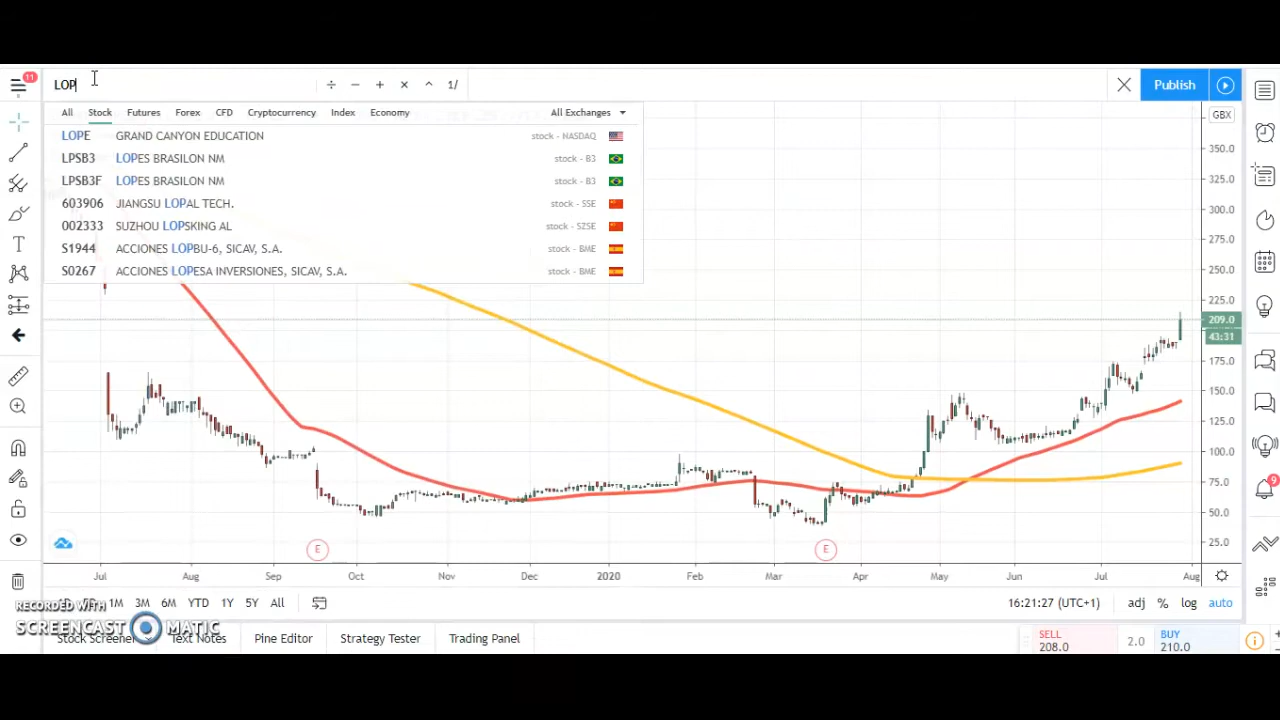 11
LOP
÷ − + × ^ 1/
Publish
All Stock Futures Forex CFD Cryptocurrency Index Economy All Exchanges
GBX
LOPE GRAND CANYON EDUCATION stock - NASDAQ
LPSB3 LOPES BRASILON NM stock - B3
LPSB3F LOPES BRASILON NM stock - B3
603906 JIANGSU LOPAL TECH. stock - SSE
002333 SUZHOU LOPSKING AL stock - SZSE
S1944 ACCIONES LOPBU-6, SICAV, S.A. stock - BME
S0267 ACCIONES LOPESA INVERSIONES, SICAV, S.A. stock - BME
350.0
325.0
300.0
275.0
250.0
225.0
209.0
43:31
175.0
150.0
125.0
100.0
75.0
50.0
25.0
9
E E
Jul Aug Sep Oct Nov Dec 2020 Feb Mar Apr May Jun Jul Aug
1M 3M 6M YTD 1Y 5Y All 16:21:27 (UTC+1) adj % log auto
RECORDED WITH
SCREENCAST MATIC
Stock Screener Text Notes Pine Editor Strategy Tester Trading Panel
SELL 208.0 2.0 BUY 210.0